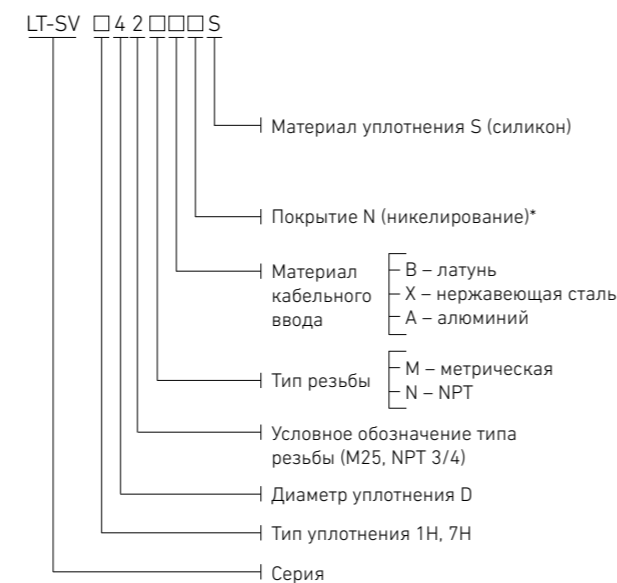 LT-SV □ 4 2 □ □ □ S
Материал уплотнения S (силикон)
Покрытие N (никелирование)*
Материал
кабельного
ввода
B – латунь
X – нержавеющая сталь
A – алюминий
Тип резьбы
M – метрическая
N – NPT
Условное обозначение типа
резьбы (M25, NPT 3/4)
Диаметр уплотнения D
Тип уплотнения 1H, 7H
Серия